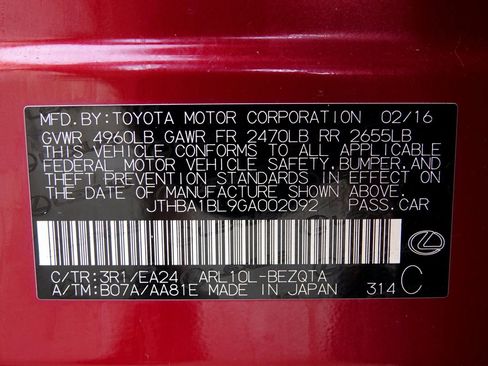 MFD.BY:TOYOTA MOTOR CORPORATION 02/16
GVWR 4960LB GAWR FR 2470LB RR 2655LB
THIS VEHICLE CONFORMS TO ALL APPLICABLE
FEDERAL MOTOR VEHICLE SAFETY, BUMPER, AND
THEFT PREVENTION STANDARDS IN EFFECT ON
THE DATE OF MANUFACTURE SHOWN ABOVE.
JTHBA1BL9GA002092 PASS.CAR
C/TR:3R1/EA24 ARL10L-BEZQTA
A/TM:B07A/AA81E MADE IN JAPAN 314 C